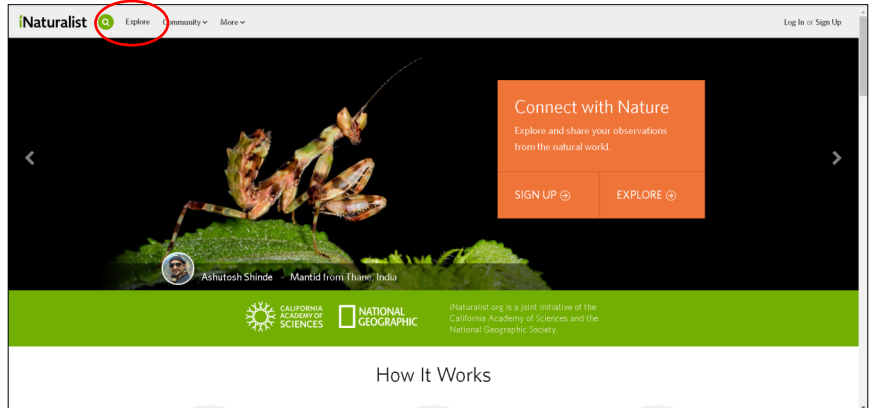 iNaturalist Explore Community More Log In or Sign Up
Connect with Nature
Explore and share your observations
from the natural world.
SIGN UP EXPLORE
Ashutosh Shinde - Mantid from Thane, India
CALIFORNIA
ACADEMY OF
SCIENCES
NATIONAL
GEOGRAPHIC
iNaturalist.org is a joint initiative of the
California Academy of Sciences and the
National Geographic Society.
How It Works